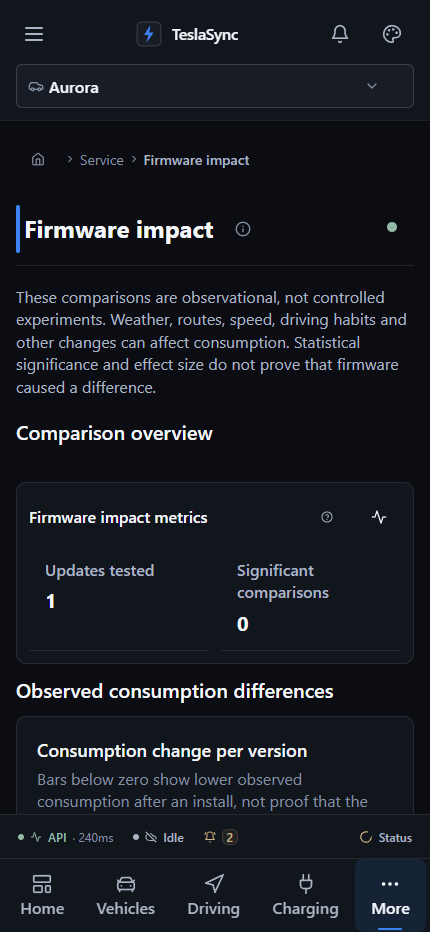 TeslaSync
Aurora
Service
Firmware impact
Firmware impact
These comparisons are observational, not controlled
experiments. Weather, routes, speed, driving habits and
other changes can affect consumption. Statistical
significance and effect size do not prove that firmware
caused a difference.
Comparison overview
Firmware impact metrics
Updates tested
1
Significant
comparisons
0
Observed consumption differences
Consumption change per version
Bars below zero show lower observed
consumption after an install, not proof that the
API · 240ms
Idle
2
Status
Home
Vehicles
Driving
Charging
More